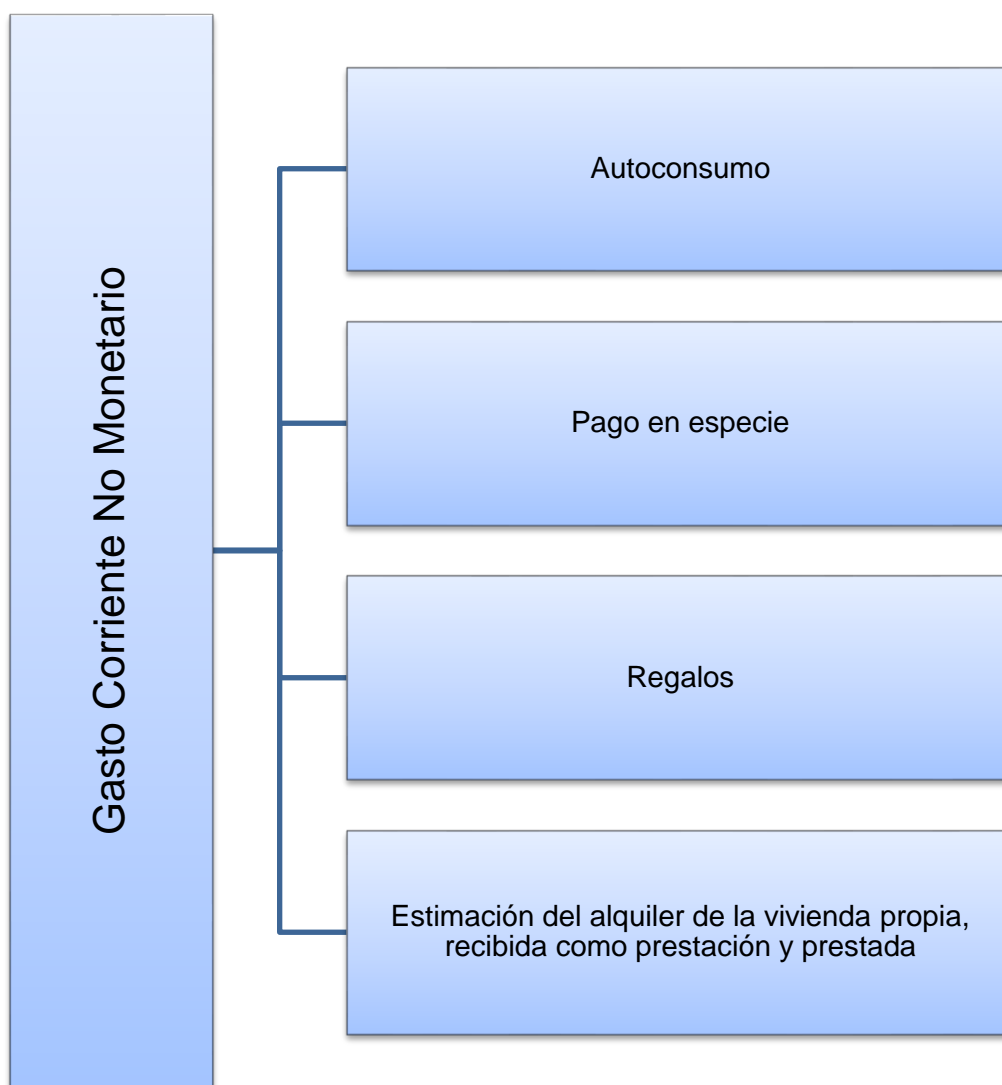 Gasto Corriente No Monetario
Autoconsumo
Pago en especie
Regalos
Estimación del alquiler de la vivienda propia,
recibida como prestación y prestada